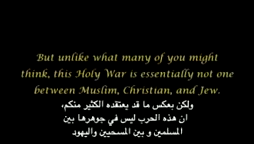 But unlike what many of you might
think, this Holy War is essentially not one
between Muslim, Christian, and Jew.
ولكن بعكس ما قد يعتقده الكثير منكم،
ان هذه الحرب ليس في جوهرها بين
المسلمين و بين المسحيين واليهود